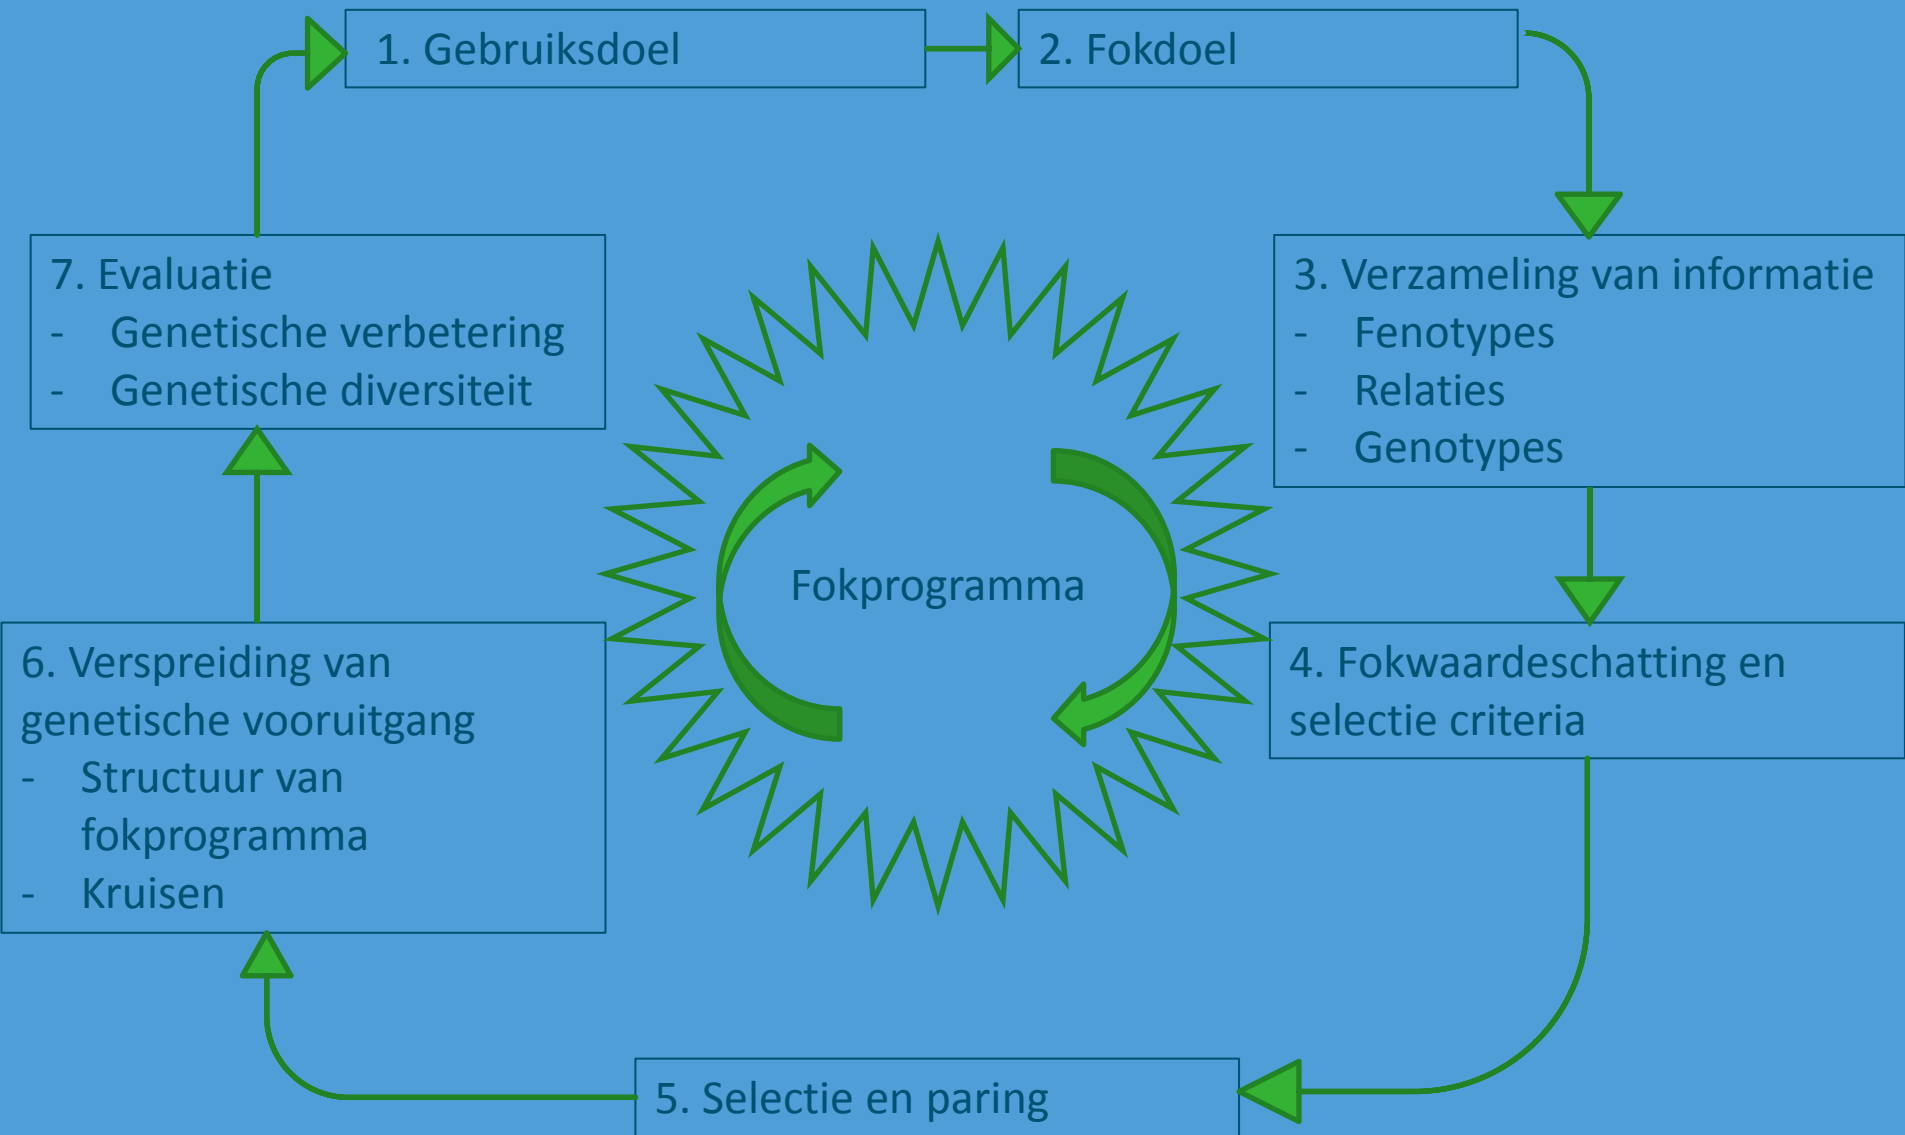 1. Gebruiksdoel
2. Fokdoel
3. Verzameling van informatie
- Fenotypes
- Relaties
- Genotypes
4. Fokwaardeschatting en
selectie criteria
5. Selectie en paring
6. Verspreiding van
genetische vooruitgang
- Structuur van
fokprogramma
- Kruisen
7. Evaluatie
- Genetische verbetering
- Genetische diversiteit
Fokprogramma